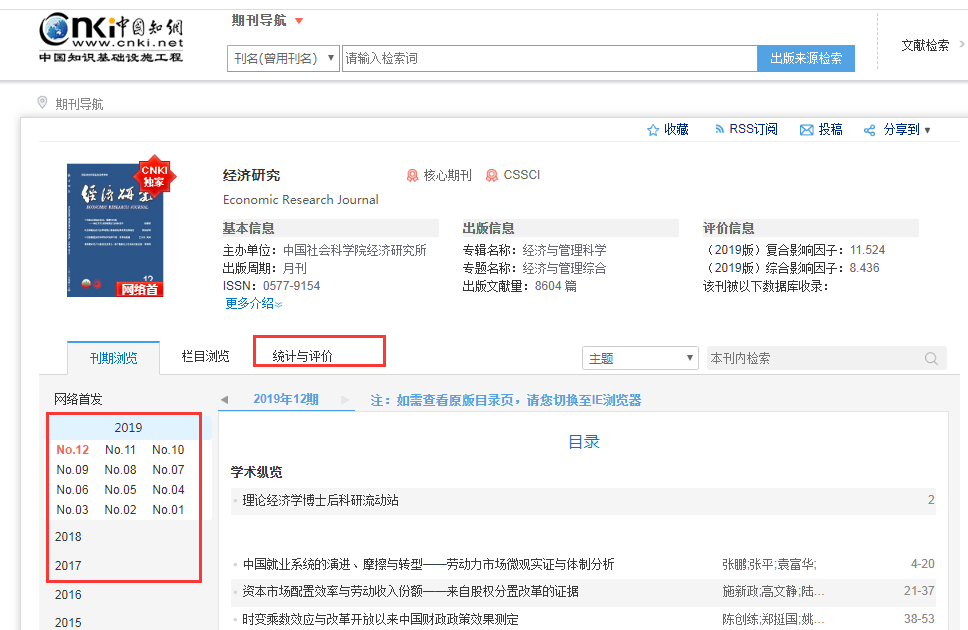 Cnki中国知网
www.cnki.net
中国知识基础设施工程
期刊导航
刊名(曾用刊名)
请输入检索词
出版来源检索
文献检索
期刊导航
收藏
RSS订阅
投稿
分享到
CNKI
独家
经济研究
ECONOMIC RESEARCH JOURNAL
12
网络首
经济研究
核心期刊
CSSCI
Economic Research Journal
基本信息
主办单位：中国社会科学院经济研究所
出版周期：月刊
ISSN：0577-9154
更多介绍
出版信息
专辑名称：经济与管理科学
专题名称：经济与管理综合
出版文献量：8604 篇
评价信息
（2019版）复合影响因子：11.524
（2019版）综合影响因子：8.436
该刊被以下数据库收录：
刊期浏览
栏目浏览
统计与评价
主题
本刊内检索
网络首发
2019
No.12 No.11 No.10
No.09 No.08 No.07
No.06 No.05 No.04
No.03 No.02 No.01
2018
2017
2016
2015
2019年12期
注：如需查看原版目录页，请您切换至IE浏览器
目录
学术纵览
理论经济学博士后科研流动站 2
中国就业系统的演进、摩擦与转型——劳动力市场微观实证与体制分析 张鹏;张平;袁富华; 4-20
资本市场配置效率与劳动收入份额——来自股权分置改革的证据 施新政;高文静;陆... 21-37
时变乘数效应与改革开放以来中国财政政策效果测定 陈创练;郑挺国;姚... 38-53